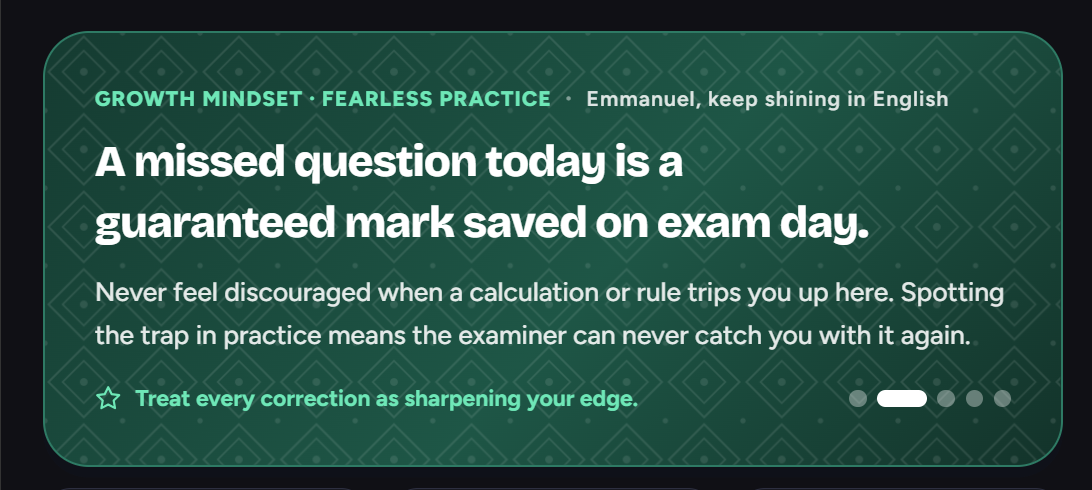 GROWTH MINDSET · FEARLESS PRACTICE · Emmanuel, keep shining in English
A missed question today is a
guaranteed mark saved on exam day.
Never feel discouraged when a calculation or rule trips you up here. Spotting
the trap in practice means the examiner can never catch you with it again.
Treat every correction as sharpening your edge.